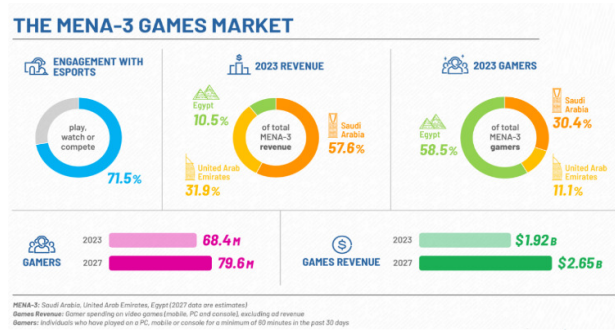 THE MENA-3 GAMES MARKET
ENGAGEMENT WITH
ESPORTS
play,
watch or
compete
71.5%
2023 REVENUE
Egypt
10.5%
of total
MENA-3
revenue
Saudi
Arabia
57.6%
United Arab
Emirates
31.9%
2023 GAMERS
Egypt
58.5%
of total
MENA-3
gamers
Saudi
Arabia
30.4%
United Arab
Emirates
11.1%
GAMERS
2023
68.4 M
2027
79.6 M
GAMES REVENUE
2023
$1.92 B
2027
$2.65 B
MENA-3: Saudi Arabia, United Arab Emirates, Egypt (2027 data are estimates)
Games Revenue: Gamer spending on video games (mobile, PC and console), excluding ad revenue
Gamers: Individuals who have played on a PC, mobile or console for a minimum of 60 minutes in the past 30 days